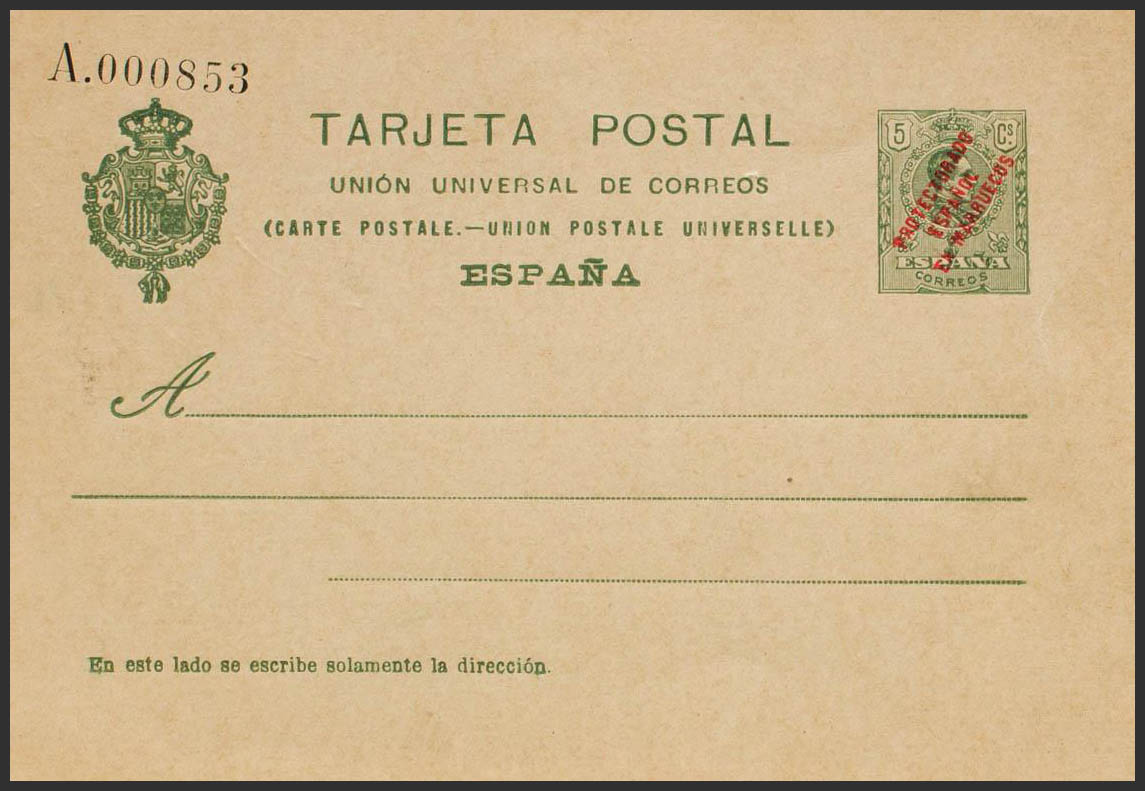 A.000853
TARJETA POSTAL
UNIÓN UNIVERSAL DE CORREOS
(CARTE POSTALE.—UNION POSTALE UNIVERSELLE)
ESPAÑA
5 Cs
PROTECTORADO
ESPAÑOL
EN MARRUECOS
ESPAÑA
CORREOS
A
En este lado se escribe solamente la dirección.